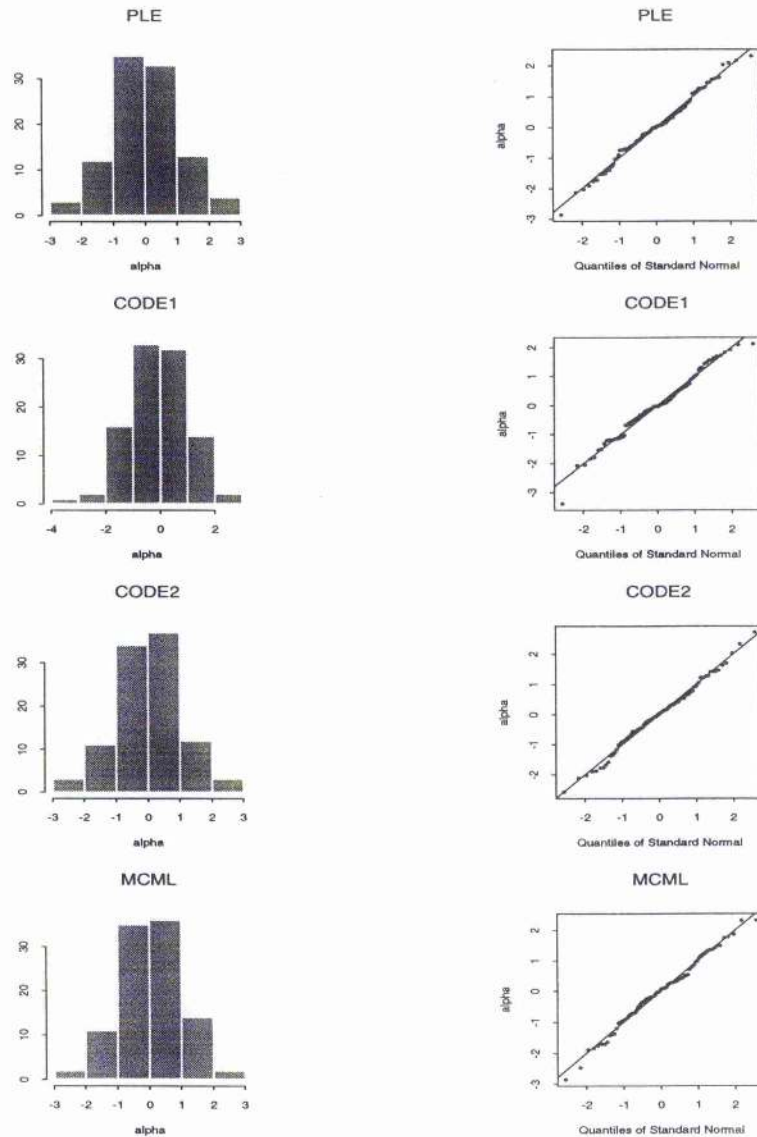 PLE
0 10 20 30
-3 -2 -1 0 1 2 3
alpha
PLE
alpha
-3 -2 -1 0 1 2
-2 -1 0 1 2
Quantiles of Standard Normal
CODE1
0 10 20 30
-4 -2 0 2
alpha
CODE1
alpha
-3 -2 -1 0 1 2
-2 -1 0 1 2
Quantiles of Standard Normal
CODE2
0 10 20 30
-3 -2 -1 0 1 2 3
alpha
CODE2
alpha
-2 -1 0 1 2
-2 -1 0 1 2
Quantiles of Standard Normal
MCML
0 10 20 30
-3 -2 -1 0 1 2 3
alpha
MCML
alpha
-3 -2 -1 0 1 2
-2 -1 0 1 2
Quantiles of Standard Normal